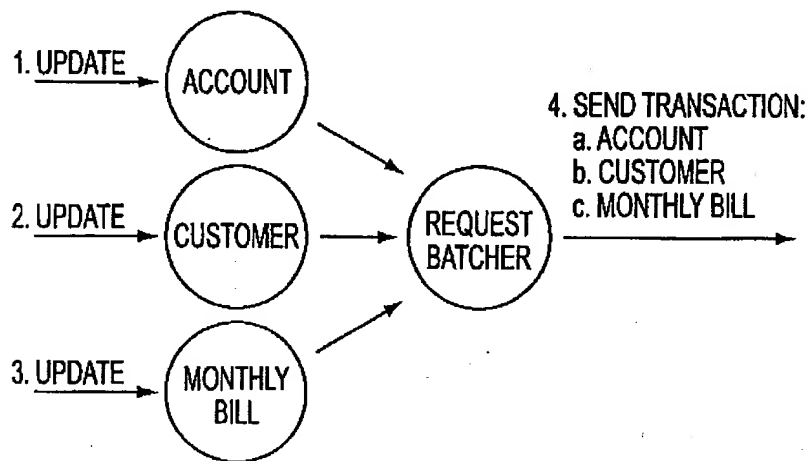 1. UPDATE
ACCOUNT
2. UPDATE
CUSTOMER
3. UPDATE
MONTHLY
BILL
REQUEST
BATCHER
4. SEND TRANSACTION:
a. ACCOUNT
b. CUSTOMER
c. MONTHLY BILL